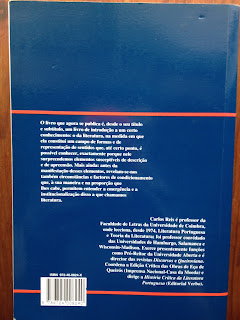 O livro que agora se publica é, desde o seu título
e subtítulo, um livro de introdução a um certo
conhecimento: o da literatura, na medida em que
ela constitui um campo de formas e de
representação de sentidos que, até certo ponto, é
possível conhecer, exactamente porque nele
surpreendemos elementos susceptíveis de descrição
e de apreensão. Mais ainda: antes da
manifestação desses elementos, revelam-se-nos
também circunstâncias e factores de condicionamento
que, à sua maneira e na proporção que
lhes cabe, permitem entender a emergência e a
institucionalização disso a que chamamos
literatura.
Carlos Reis é professor da
Faculdade de Letras da Universidade de Coimbra,
onde lecciona, desde 1974, Literatura Portuguesa
e Teoria da Literatura; foi professor convidado
das Universidades de Hamburgo, Salamanca e
Wisconsin-Madison. Exerce presentemente funções
como Pró-Reitor da Universidade Aberta e é
director das revistas Discursos e Queirosiana.
Coordena a Edição Crítica das Obras de Eça de
Queirós (Imprensa Nacional-Casa da Moeda) e
dirige a História Crítica da Literatura
Portuguesa (Editorial Verbo).